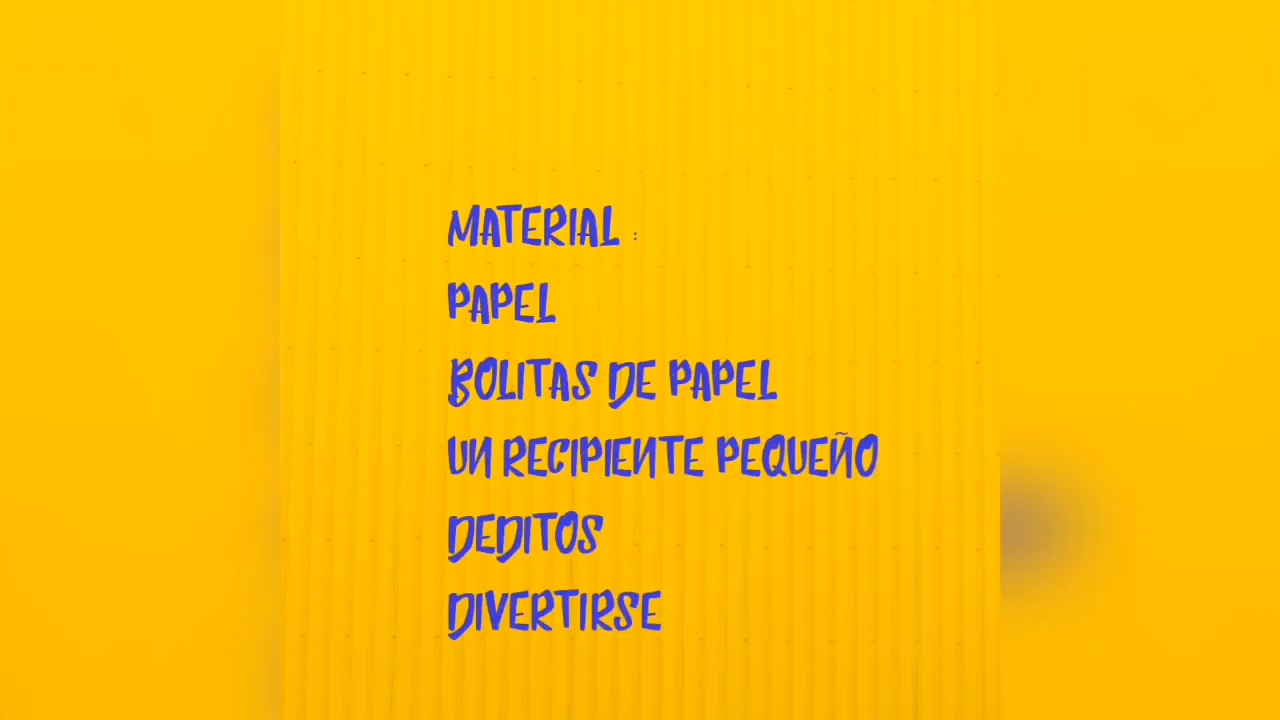 MATERIAL :
PAPEL
BOLITAS DE PAPEL
UN RECIPIENTE PEQUEÑO
DEDITOS
DIVERTIRSE